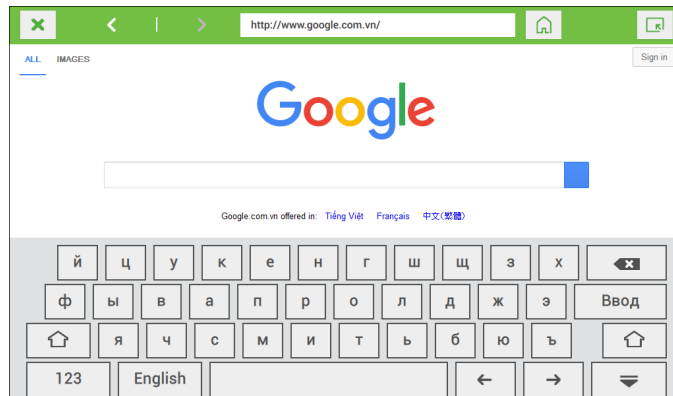 http://www.google.com.vn/
ALL IMAGES Sign in
Google
Google.com.vn offered in: Tiếng Việt Français 中文(繁體)
й ц у к е н г ш щ з х
ф ы в а п р о л д ж э Ввод
я ч с м и т ь б ю ъ
123 English